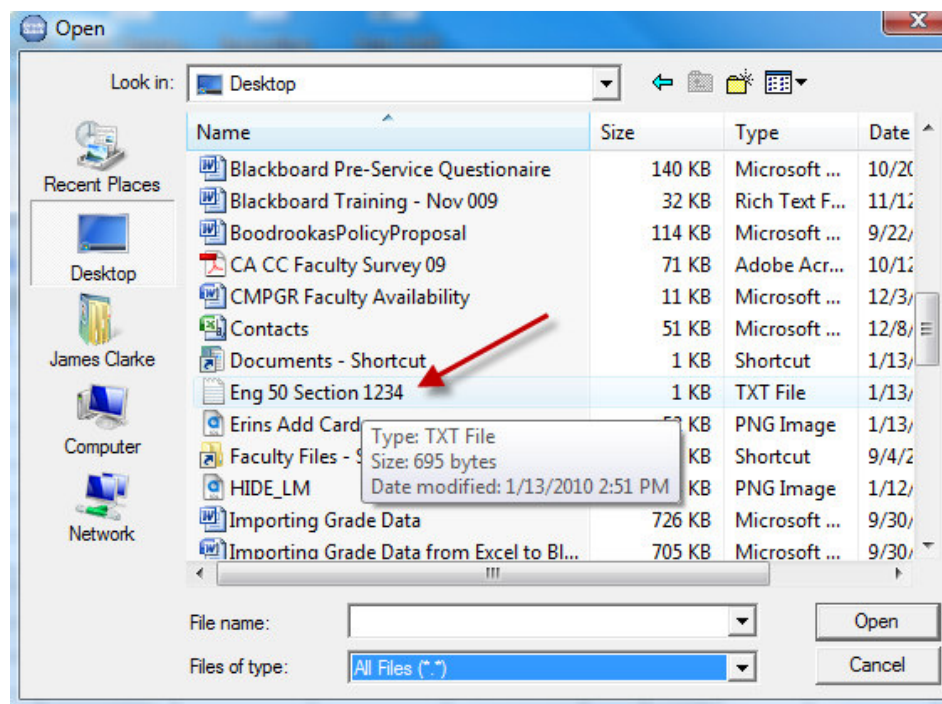 Open
Look in: Desktop
Name Size Type Date
Blackboard Pre-Service Questionaire 140 KB Microsoft ... 10/20
Blackboard Training - Nov 009 32 KB Rich Text F... 11/12
BoodrookasPolicyProposal 114 KB Microsoft ... 9/22/
CA CC Faculty Survey 09 71 KB Adobe Acr... 10/12
CMPGR Faculty Availability 11 KB Microsoft ... 12/3/
Contacts 51 KB Microsoft ... 12/8/
Documents - Shortcut 1 KB Shortcut 1/13/
Eng 50 Section 1234 1 KB TXT File 1/13/
Erins Add Card KB PNG Image 1/13/
Faculty Files - KB Shortcut 9/4/2
HIDE_LM KB PNG Image 1/12/
Importing Grade Data 726 KB Microsoft ... 9/30/
Importing Grade Data from Excel to Bl... 705 KB Microsoft ... 9/30/
Type: TXT File
Size: 695 bytes
Date modified: 1/13/2010 2:51 PM
Recent Places
Desktop
James Clarke
Computer
Network
File name: Open
Files of type: All Files (*.*) Cancel